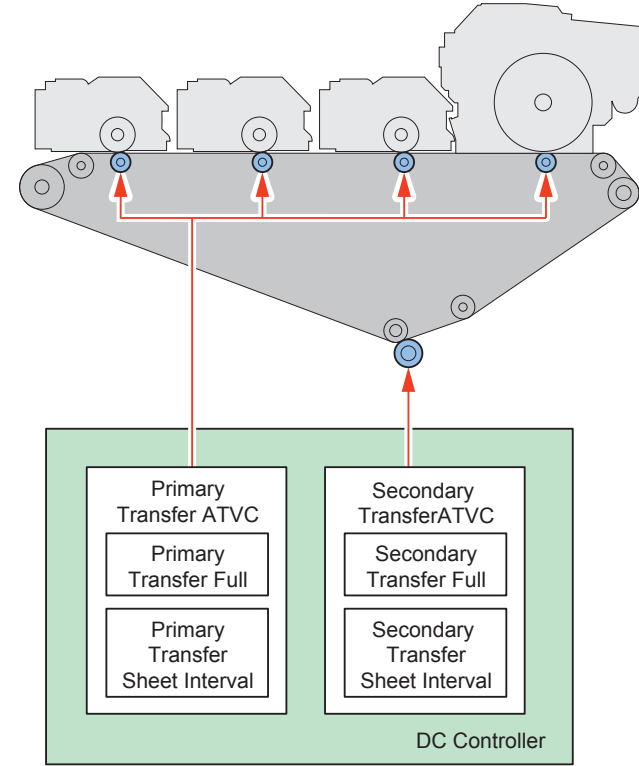 Primary
Transfer ATVC
Primary
Transfer Full
Primary
Transfer
Sheet Interval
Secondary
TransferATVC
Secondary
Transfer Full
Secondary
Transfer
Sheet Interval
DC Controller